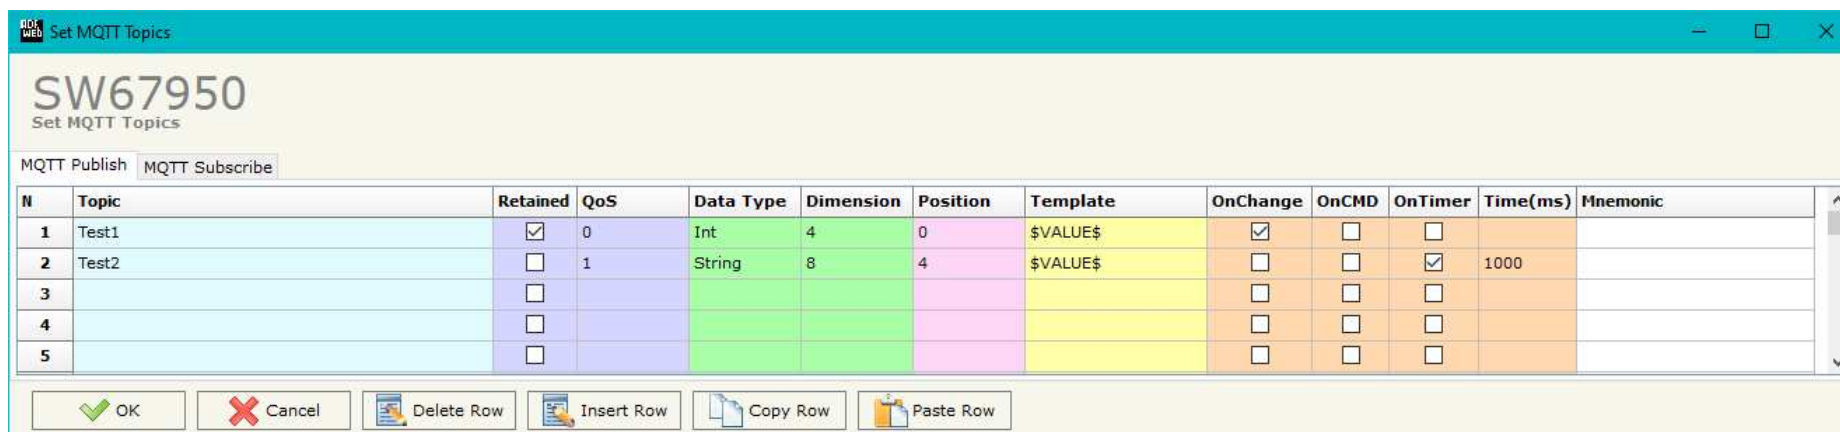 ADF WEB Set MQTT Topics
SW67950
Set MQTT Topics
MQTT Publish MQTT Subscribe
N Topic Retained QoS Data Type Dimension Position Template OnChange OnCMD OnTimer Time(ms) Mnemonic
1 Test1 0 Int 4 0 $VALUE$
2 Test2 1 String 8 4 $VALUE$ 1000
3
4
5
OK Cancel Delete Row Insert Row Copy Row Paste Row